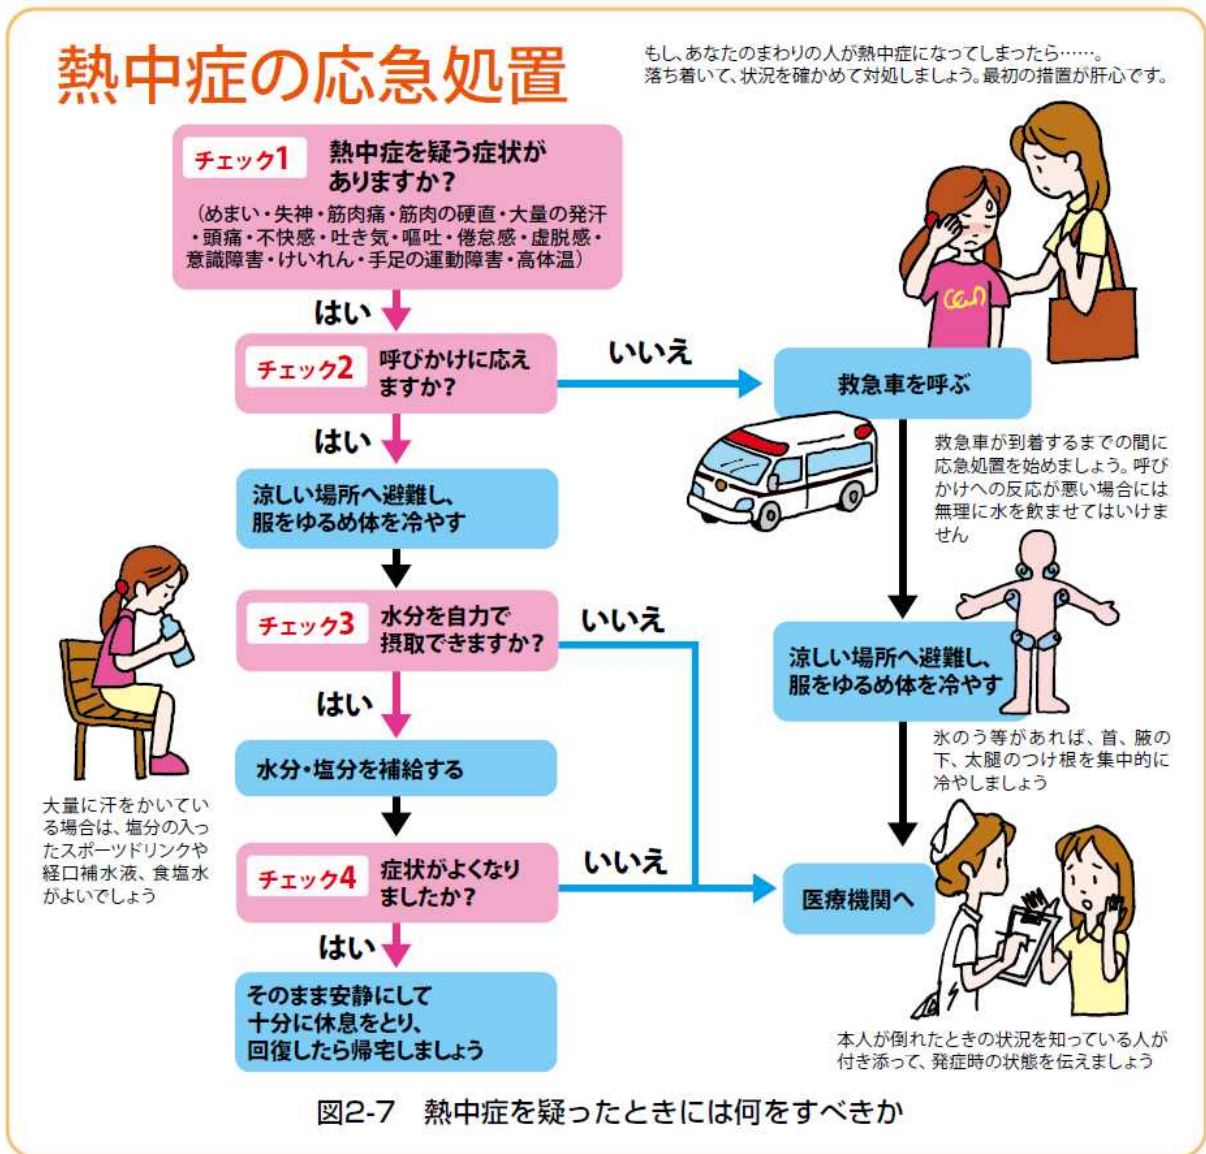 熱中症の応急処置
もし、あなたのまわりの人が熱中症になってしまったら……。
落ち着いて、状況を確かめて対処しましょう。最初の措置が肝心です。
チェック1
熱中症を疑う症状が
ありますか？
（めまい・失神・筋肉痛・筋肉の硬直・大量の発汗
・頭痛・不快感・吐き気・嘔吐・倦怠感・虚脱感・
意識障害・けいれん・手足の運動障害・高体温）
はい
チェック2
呼びかけに応え
ますか？
いいえ
救急車を呼ぶ
はい
救急車が到着するまでの間に
応急処置を始めましょう。呼び
かけへの反応が悪い場合には
無理に水を飲ませてはいけま
せん
涼しい場所へ避難し、
服をゆるめ体を冷やす
チェック3
水分を自力で
摂取できますか？
いいえ
涼しい場所へ避難し、
服をゆるめ体を冷やす
はい
氷のう等があれば、首、腋の
下、太腿のつけ根を集中的に
冷やしましょう
水分・塩分を補給する
大量に汗をかいてい
る場合は、塩分の入っ
たスポーツドリンクや
経口補水液、食塩水
がよいでしょう
チェック4
症状がよくなり
ましたか？
いいえ
医療機関へ
はい
そのまま安静にして
十分に休息をとり、
回復したら帰宅しましょう
本人が倒れたときの状況を知っている人が
付き添って、発症時の状態を伝えましょう
図2-7 熱中症を疑ったときには何をすべきか